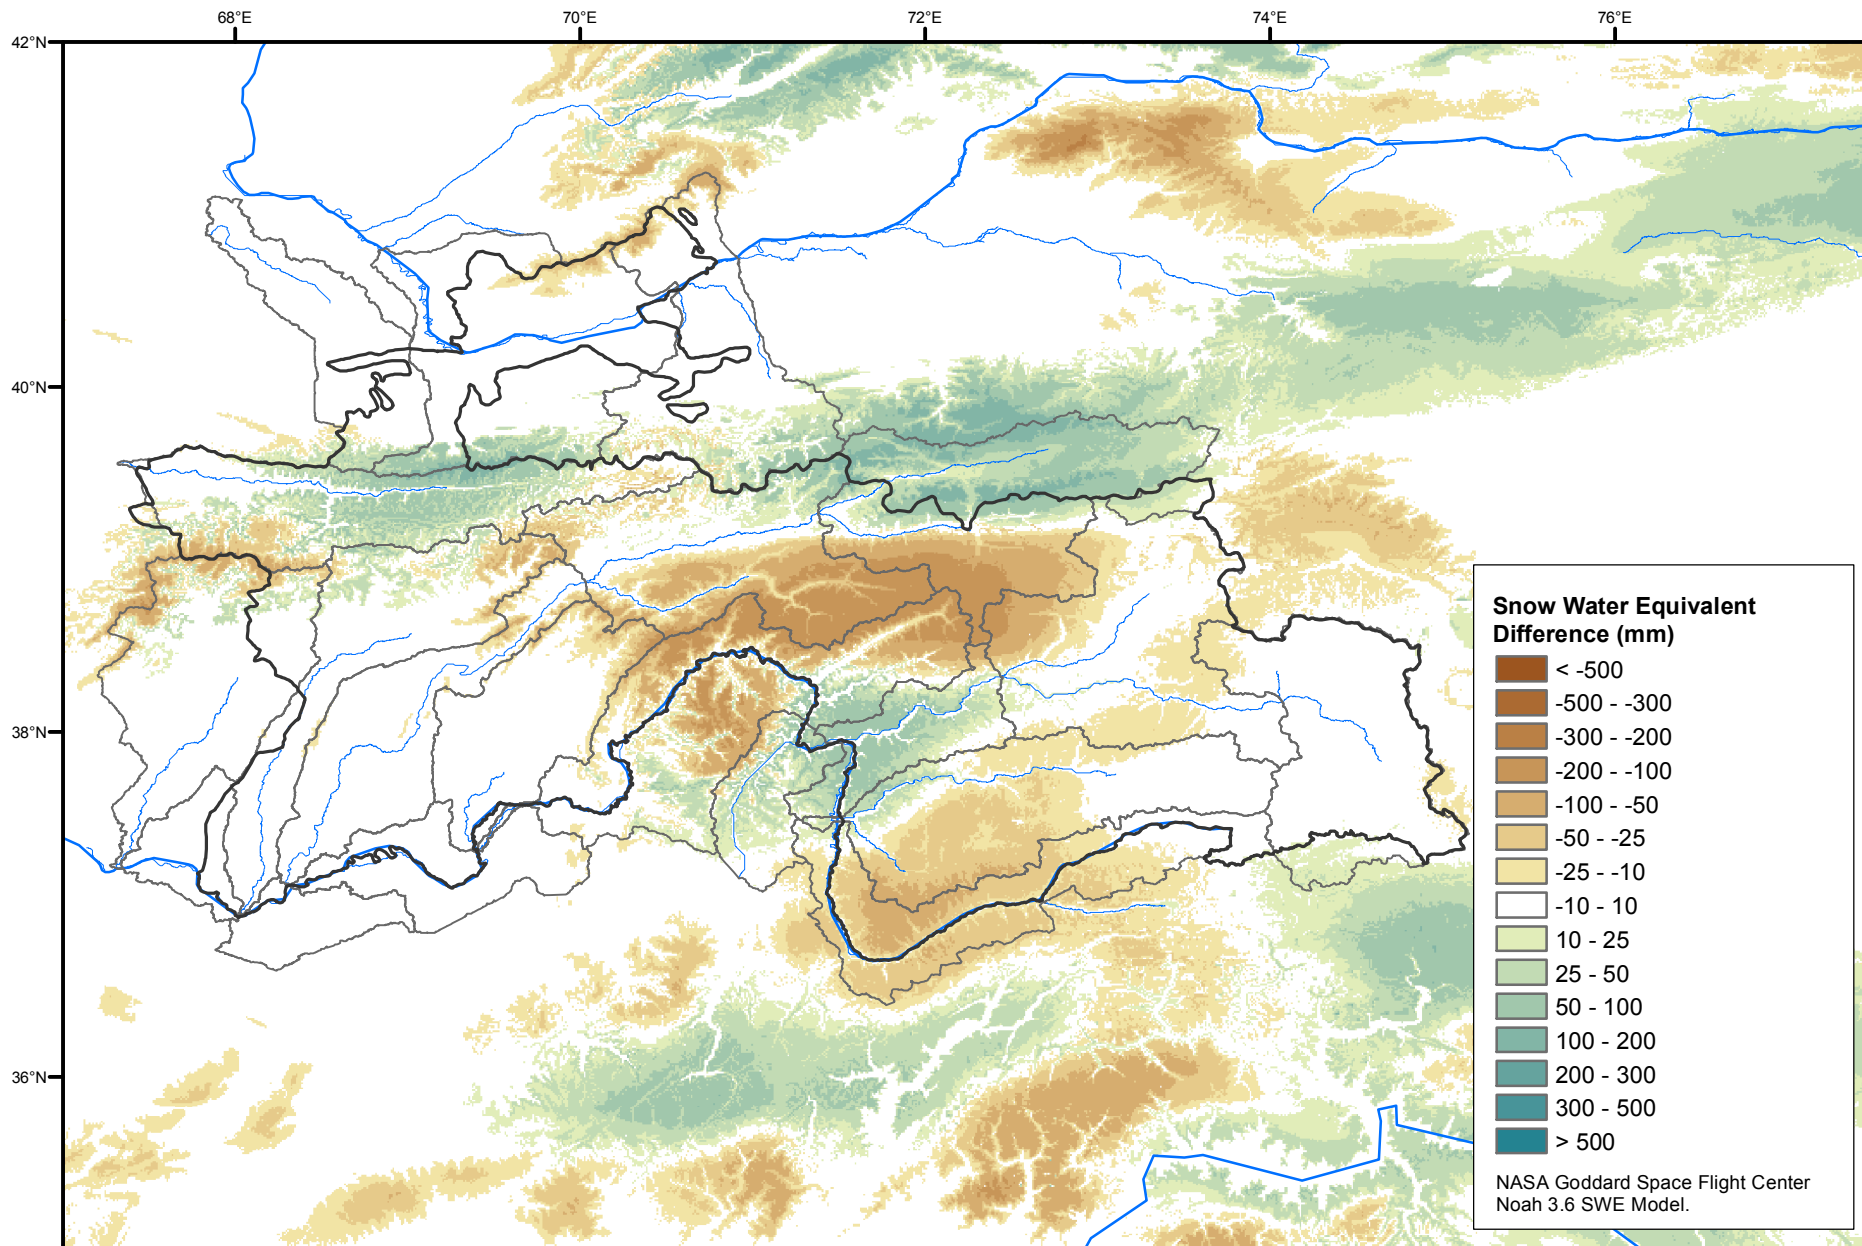 68°E
70°E
72°E
74°E
76°E
42°N
40°N
38°N
36°N
Snow Water Equivalent
Difference (mm)
< -500
-500 - -300
-300 - -200
-200 - -100
-100 - -50
-50 - -25
-25 - -10
-10 - 10
10 - 25
25 - 50
50 - 100
100 - 200
200 - 300
300 - 500
> 500
NASA Goddard Space Flight Center
Noah 3.6 SWE Model.